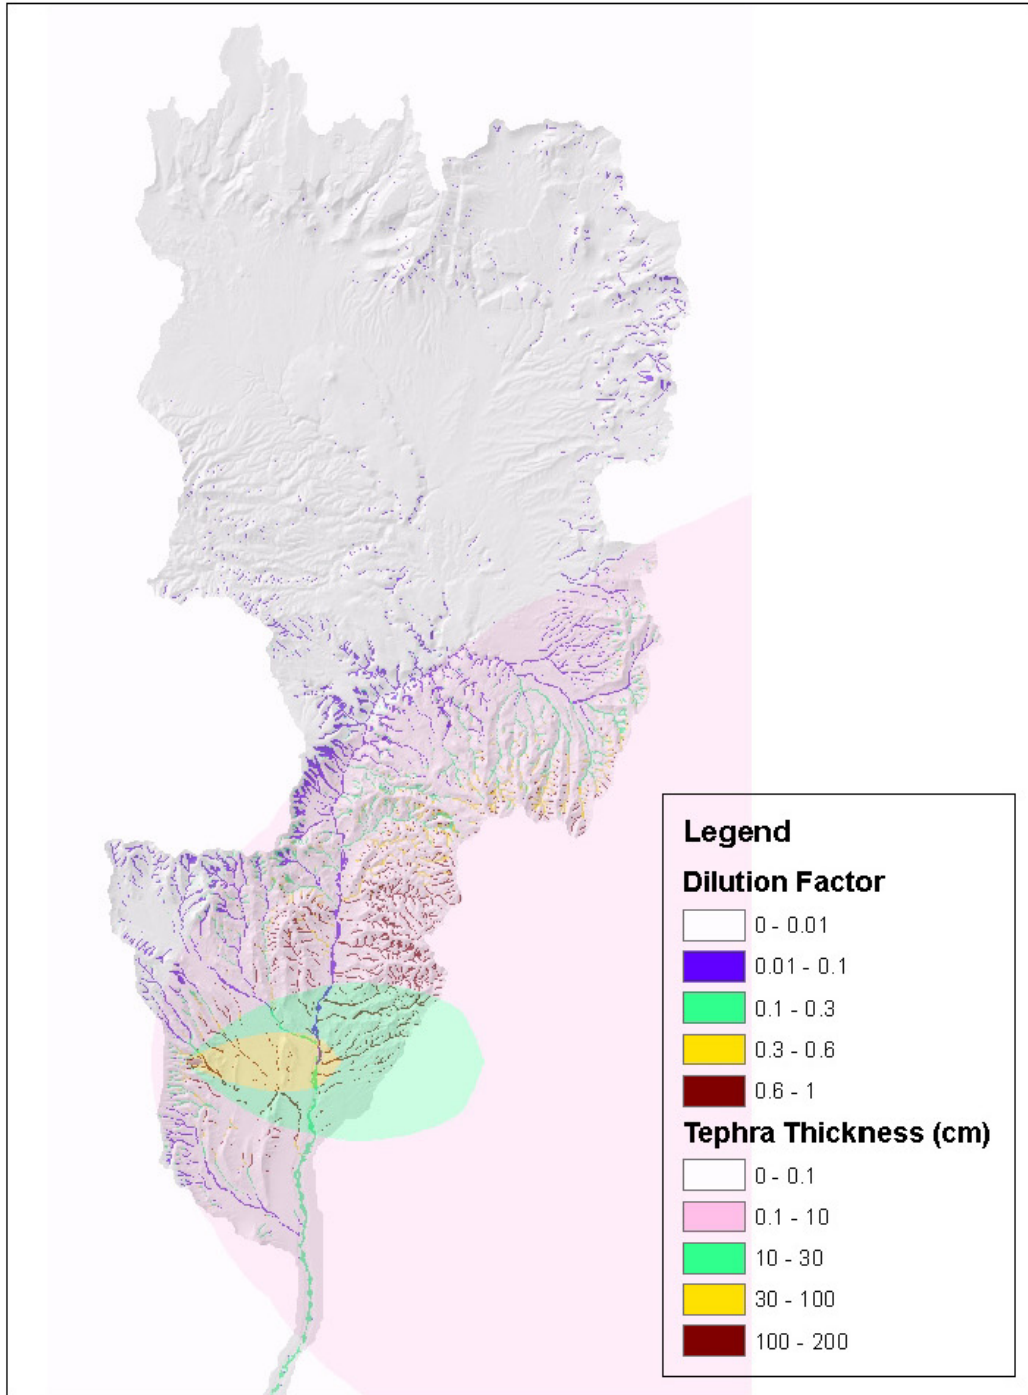 Legend
Dilution Factor
0 - 0.01
0.01 - 0.1
0.1 - 0.3
0.3 - 0.6
0.6 - 1
Tephra Thickness (cm)
0 - 0.1
0.1 - 10
10 - 30
30 - 100
100 - 200